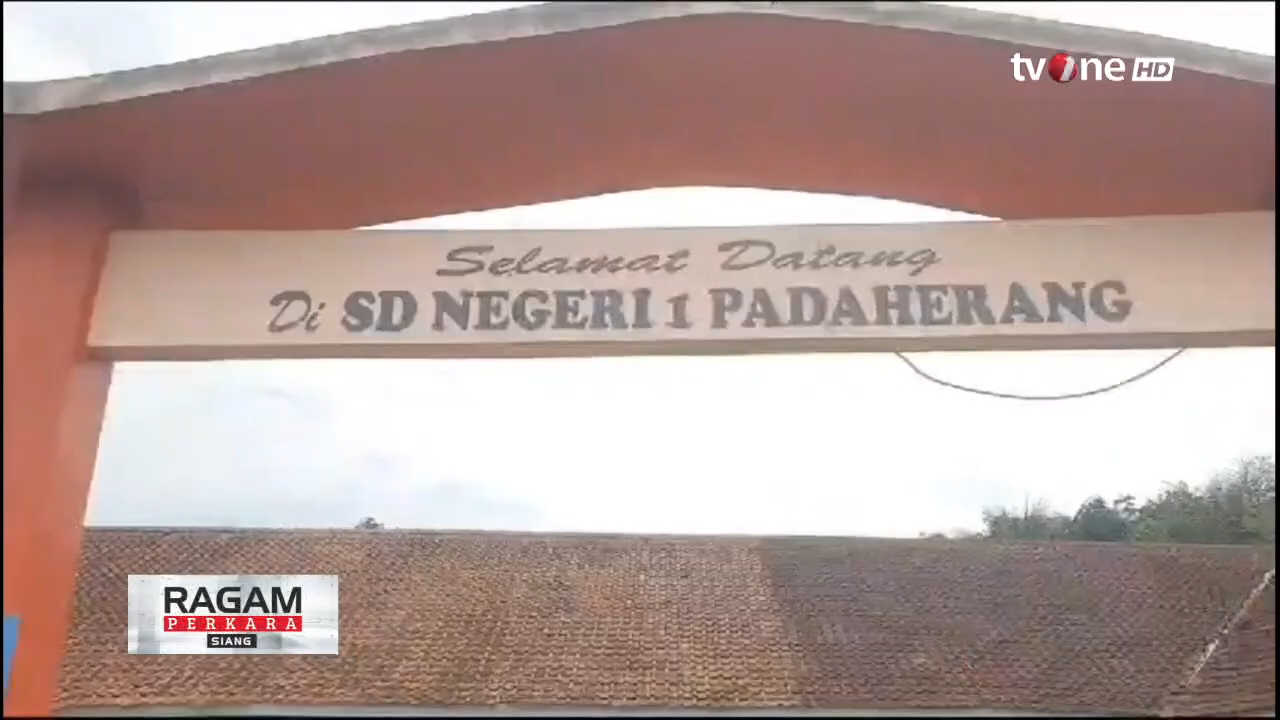 tvOne HD
Selamat Datang
Di SD NEGERI 1 PADAHERANG
RAGAM
PERKARA
SIANG